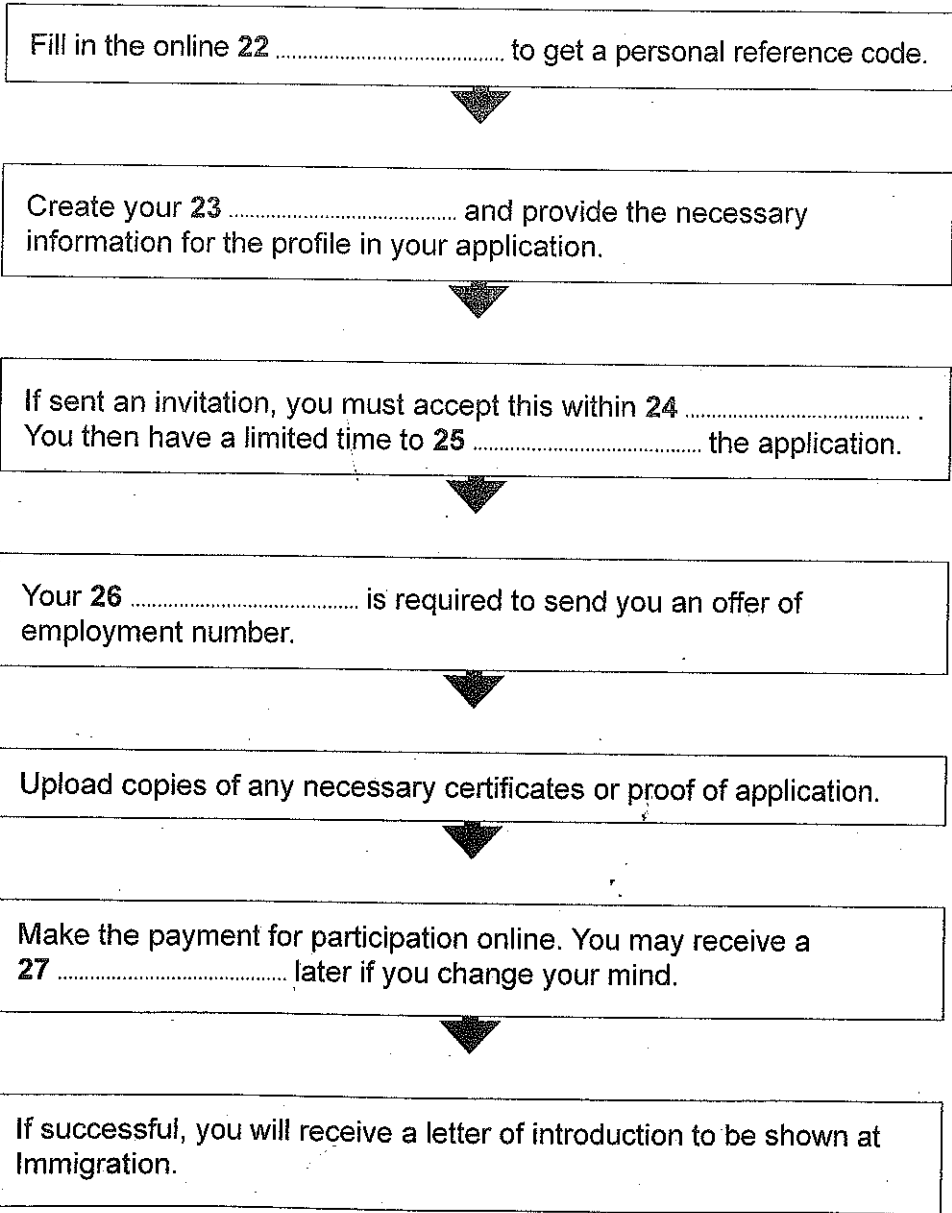 Fill in the online 22 ........................................ to get a personal reference code.
Create your 23 ........................................ and provide the necessary
information for the profile in your application.
If sent an invitation, you must accept this within 24 ........................................ .
You then have a limited time to 25 ........................................ the application.
Your 26 ........................................ is required to send you an offer of
employment number.
Upload copies of any necessary certificates or proof of application.
Make the payment for participation online. You may receive a
27 ........................................ later if you change your mind.
If successful, you will receive a letter of introduction to be shown at
Immigration.